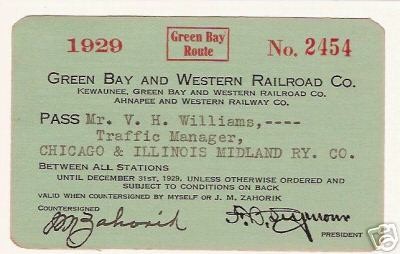 1929 Green Bay Route No. 2454
GREEN BAY AND WESTERN RAILROAD CO.
KEWAUNEE, GREEN BAY AND WESTERN RAILROAD CO.
AHNAPEE AND WESTERN RAILWAY CO.
PASS Mr. V. H. Williams,----
Traffic Manager,
CHICAGO & ILLINOIS MIDLAND RY. CO.
BETWEEN ALL STATIONS
UNTIL DECEMBER 31ST, 1929, UNLESS OTHERWISE ORDERED AND
SUBJECT TO CONDITIONS ON BACK
VALID WHEN COUNTERSIGNED BY MYSELF OR J. M. ZAHORIK
COUNTERSIGNED
JM Zahorik F. B. Seymour
PRESIDENT